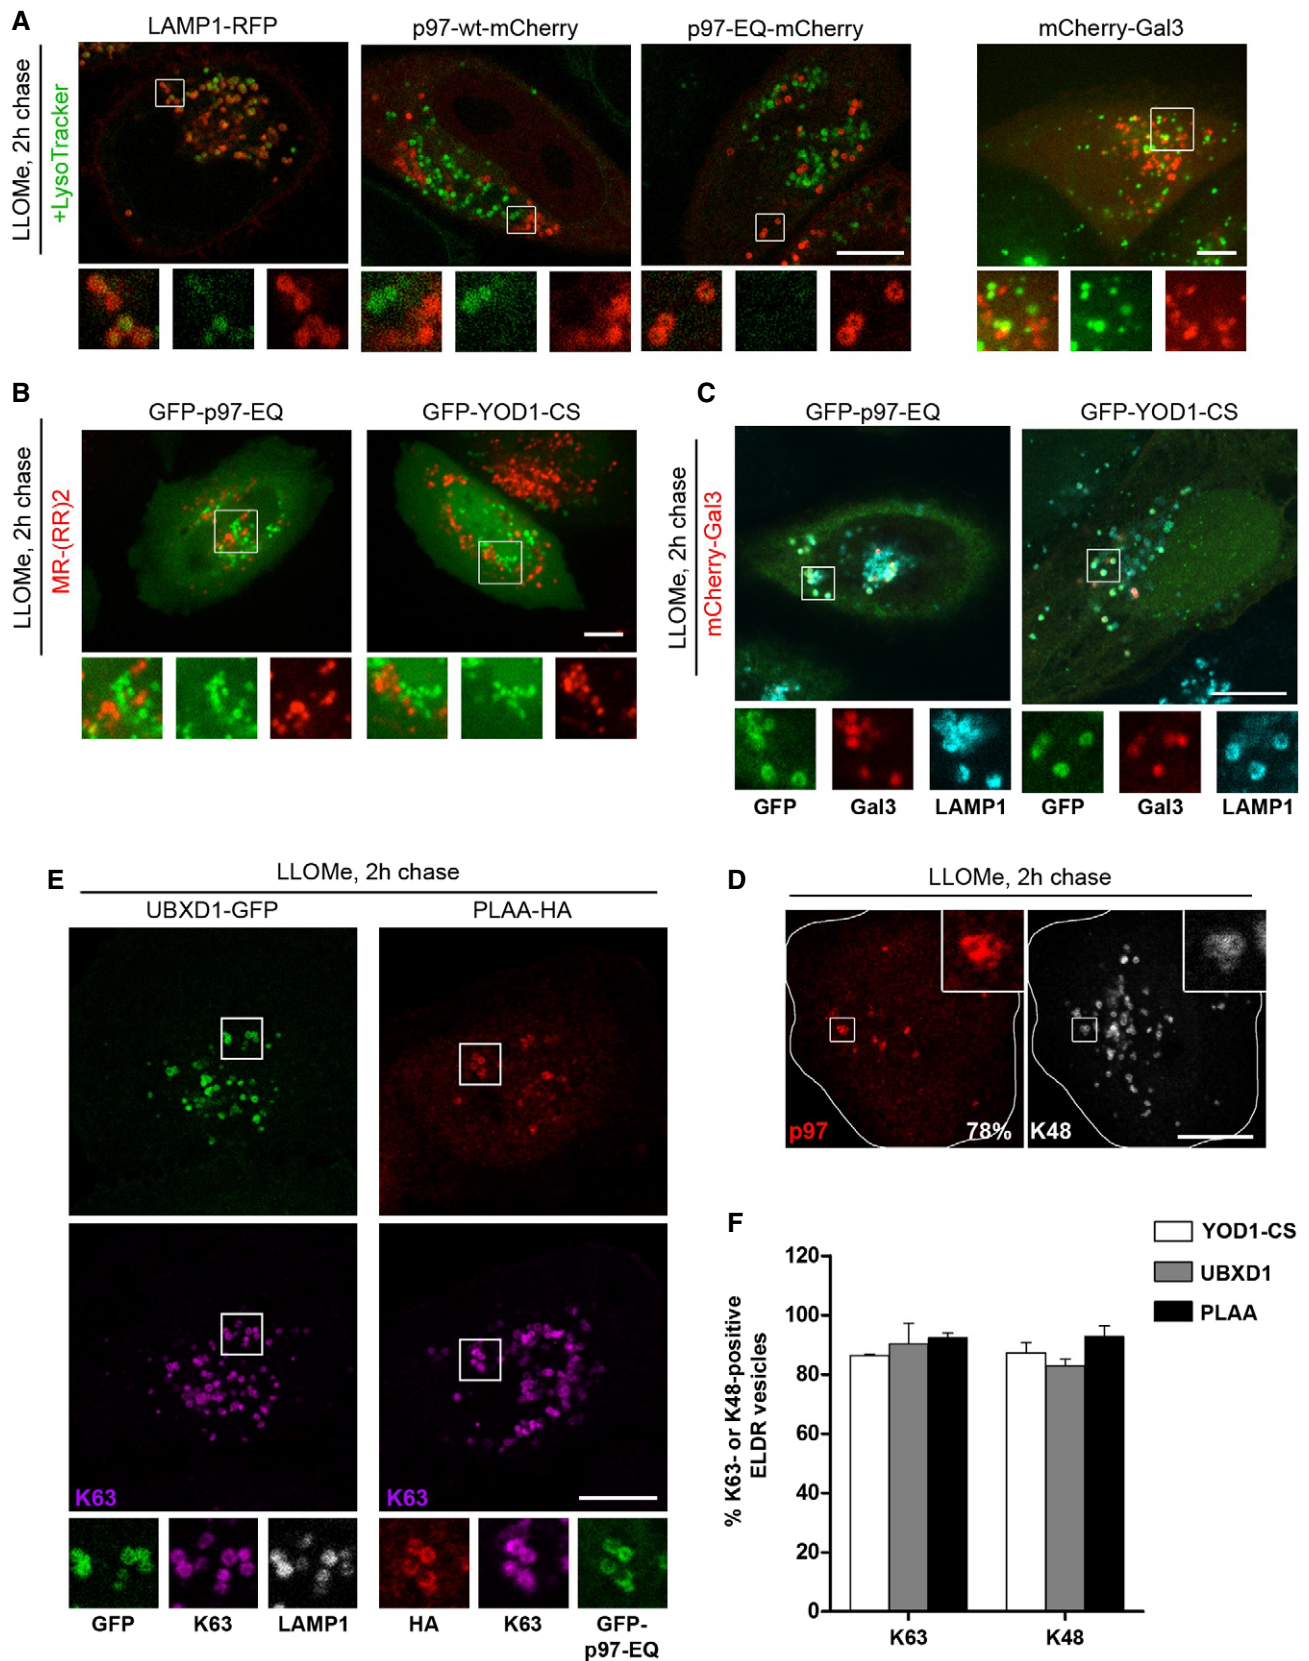 A
LAMP1-RFP
p97-wt-mCherry
p97-EQ-mCherry
mCherry-Gal3
LLOMe, 2h chase
+LysoTracker
B
GFP-p97-EQ
GFP-YOD1-CS
LLOMe, 2h chase
MR-(RR)2
C
GFP-p97-EQ
GFP-YOD1-CS
LLOMe, 2h chase
mCherry-Gal3
GFP
Gal3
LAMP1
GFP
Gal3
LAMP1
E
LLOMe, 2h chase
UBXD1-GFP
PLAA-HA
K63
K63
GFP
K63
LAMP1
HA
K63
GFP-
p97-EQ
D
LLOMe, 2h chase
p97
78%
K48
F
YOD1-CS
UBXD1
PLAA
% K63- or K48-positive
ELDR vesicles
120
100
80
60
40
20
0
K63
K48